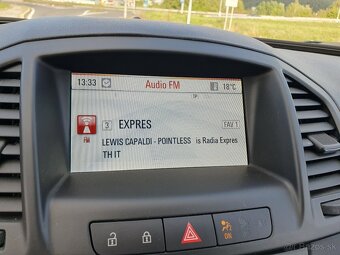 13:33 Audio FM 18°C
TP
3 EXPRES FAV 1
FM
LEWIS CAPALDI - POINTLESS is Radia Expres
TH IT
ON